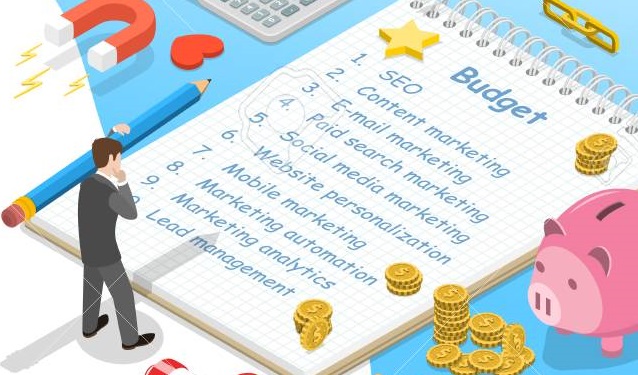 Budget
1. SEO
2. Content marketing
3. E-mail marketing
4. Paid search marketing
5. Social media marketing
6. Website personalization
7. Mobile marketing
8. Marketing automation
9. Marketing analytics
Lead management